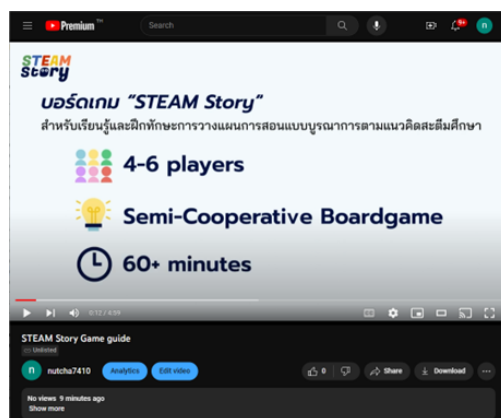 Premium TH
Search
9+
n
STEAM
Story
บอร์ดเกม “STEAM Story”
สำหรับเรียนรู้และฝึกทักษะการวางแผนการสอนแบบบูรณาการตามแนวคิดสะตีมศึกษา
4-6 players
Semi-Cooperative Boardgame
60+ minutes
0:12 / 4:59
STEAM Story Game guide
Unlisted
n nutcha7410 Analytics Edit video 0 Share Download
No views 9 minutes ago
Show more